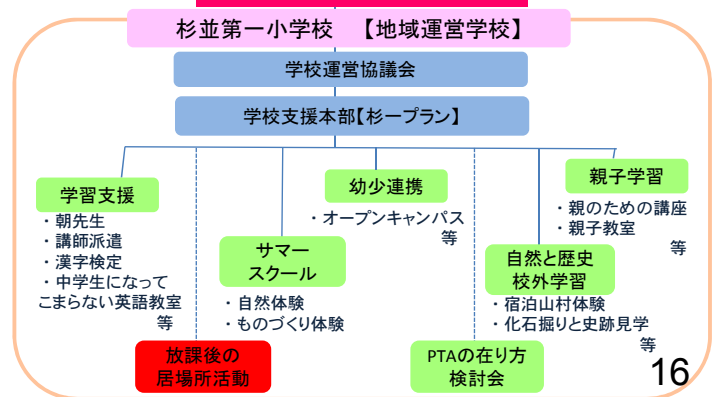 杉並第一小学校　【地域運営学校】
学校運営協議会
学校支援本部【杉一プラン】
学習支援
・朝先生
・講師派遣
・漢字検定
・中学生になって
こまらない英語教室
等
放課後の
居場所活動
サマー
スクール
・自然体験
・ものづくり体験
幼少連携
・オープンキャンパス
等
PTAの在り方
検討会
自然と歴史
校外学習
・宿泊山村体験
・化石掘りと史跡見学
等
親子学習
・親のための講座
・親子教室
等
16